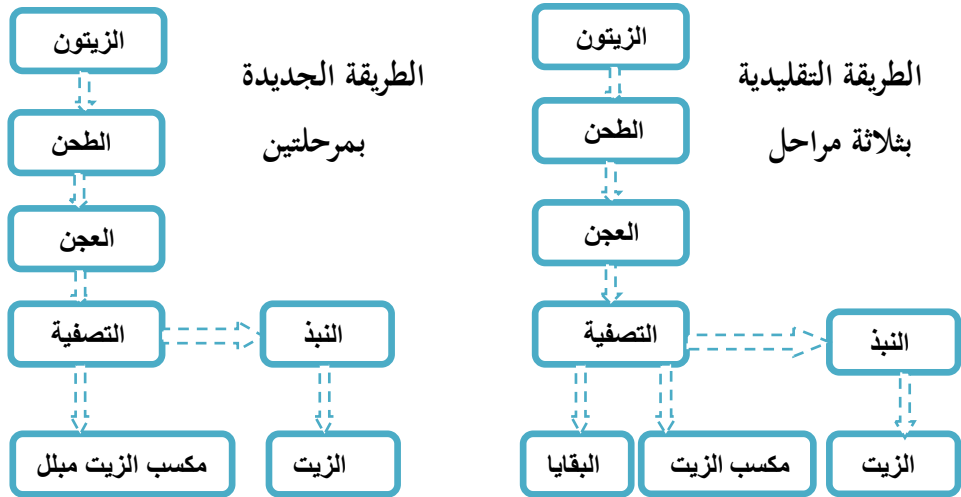 الطريقة التقليدية
بثلاثة مراحل
الزيتون
الطحن
العجن
التصفية
النبذ
الزيت
مكسب الزيت
البقايا
الطريقة الجديدة
بمرحلتين
الزيتون
الطحن
العجن
التصفية
النبذ
الزيت
مكسب الزيت مبلل